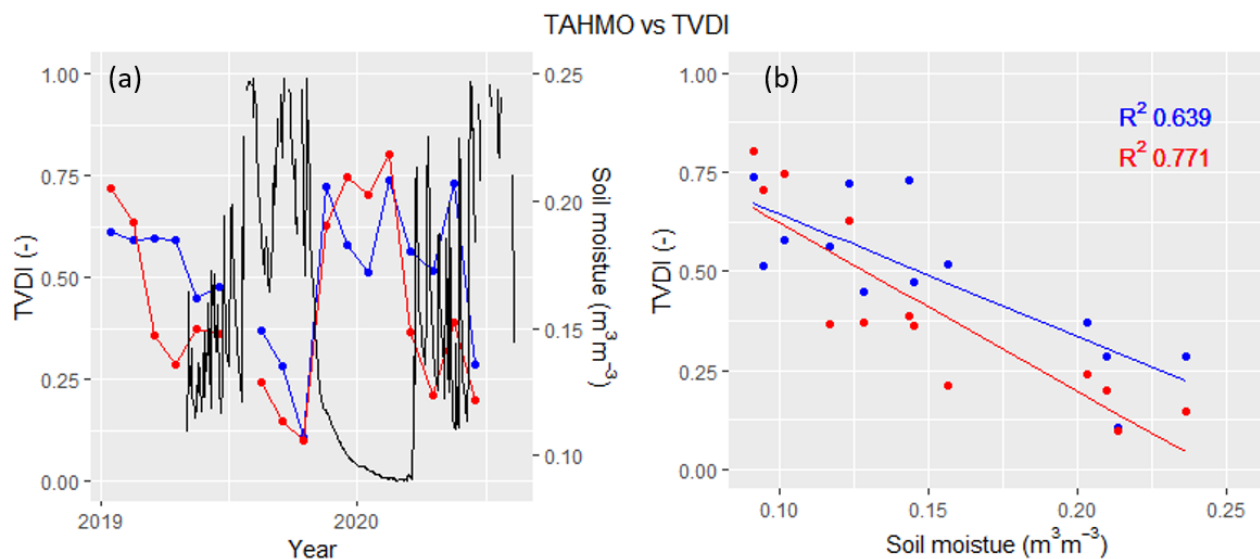 TAHMO vs TVDI
(a)
1.00
0.75
0.50
0.25
0.00
TVDI (-)
0.25
0.20
0.15
0.10
Soil moistue (m³m⁻³)
2019
2020
Year
(b)
R² 0.639
R² 0.771
1.00
0.75
0.50
0.25
0.00
TVDI (-)
0.10
0.15
0.20
0.25
Soil moistue (m³m⁻³)